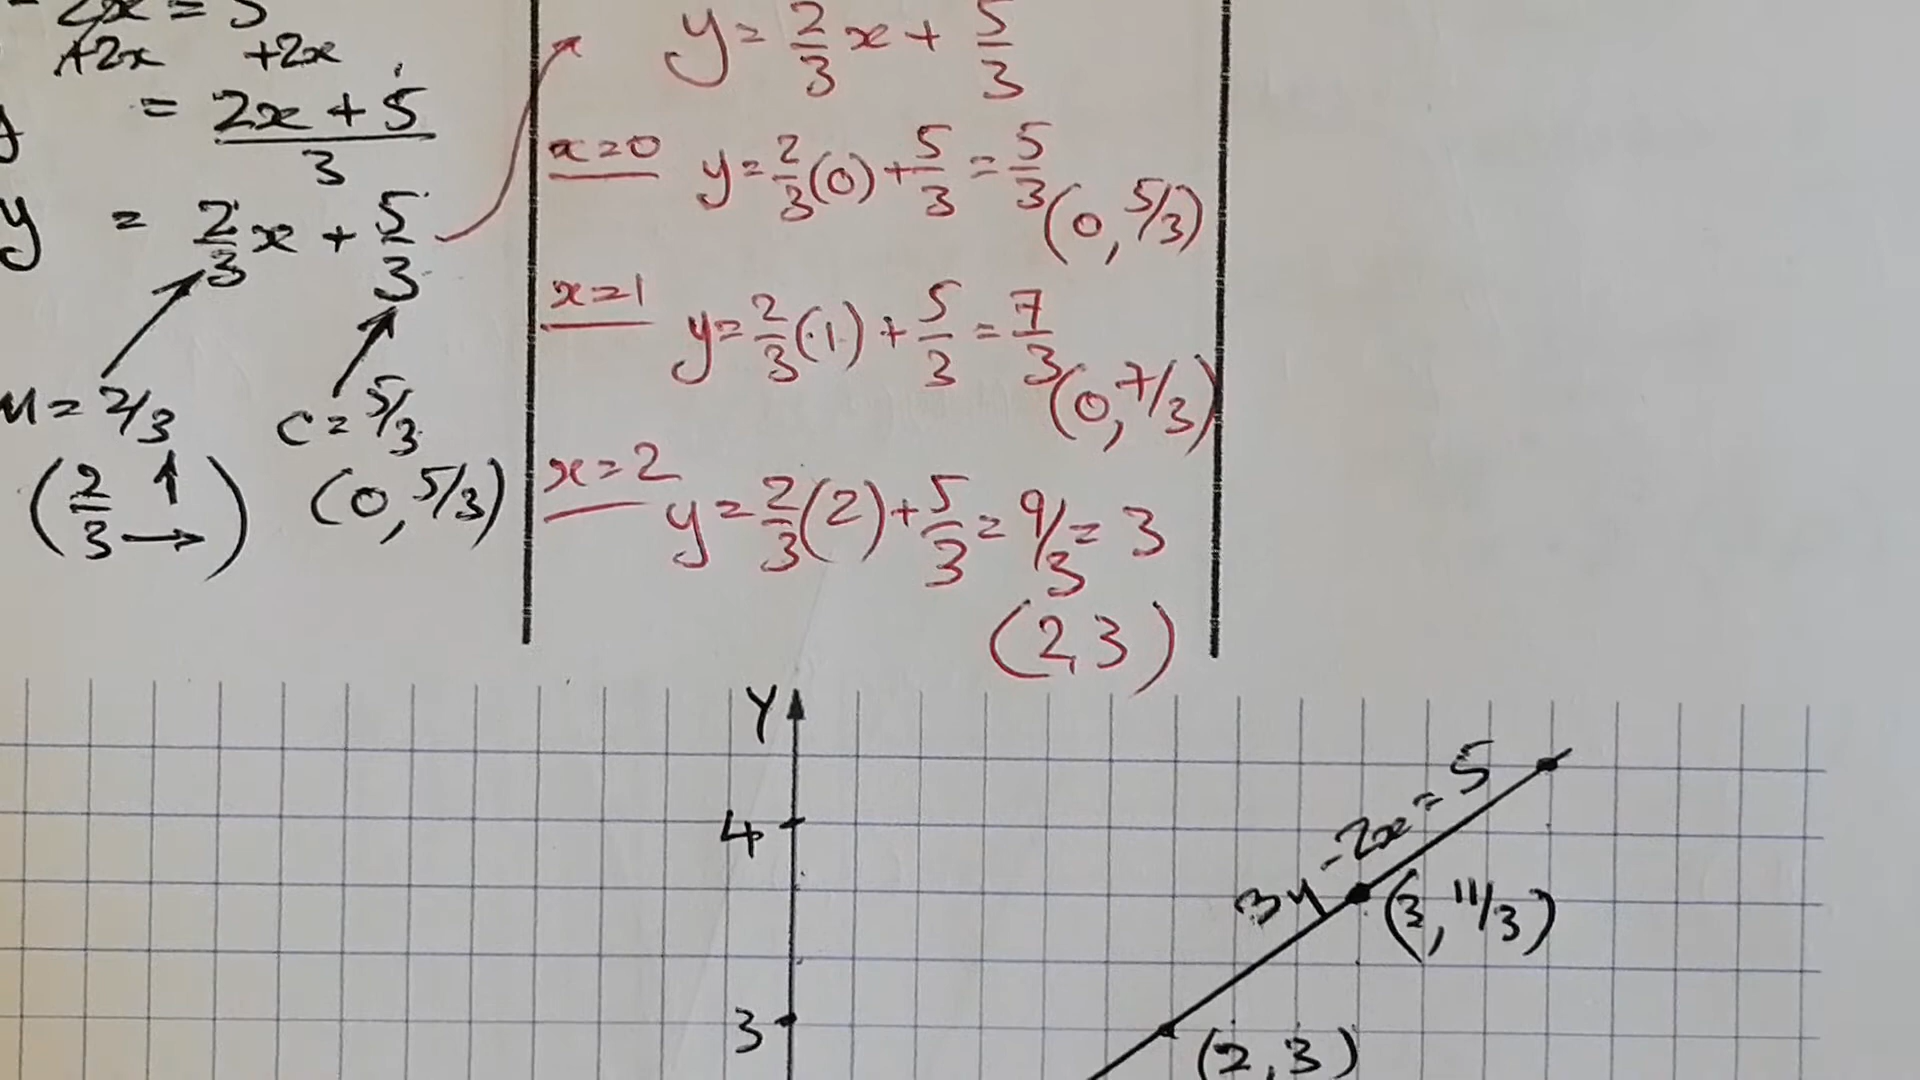 - 2x = 5
+2x +2x
y = 2x + 5 / 3
y = 2/3 x + 5/3
M = 2/3 C = 5/3
(2/3 ↑ →) (0, 5/3)
y = 2/3 x + 5/3
x = 0 y = 2/3 (0) + 5/3 = 5/3
(0, 5/3)
x = 1 y = 2/3 (1) + 5/3 = 7/3
(0, 7/3)
x = 2 y = 2/3 (2) + 5/3 = 9/3 = 3
(2, 3)
Y
4
3y - 2x = 5
(3, 11/3)
3
(2, 3)